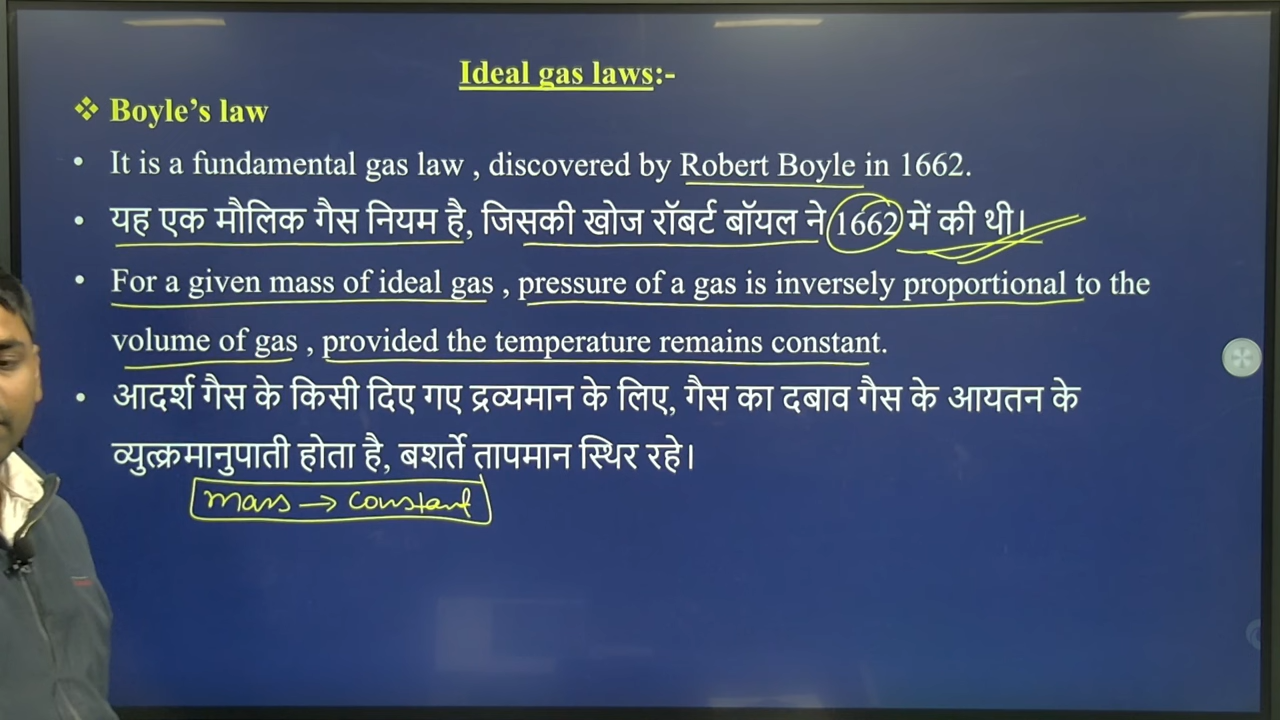 Ideal gas laws:-
❖ Boyle's law
• It is a fundamental gas law , discovered by Robert Boyle in 1662.
• यह एक मौलिक गैस नियम है, जिसकी खोज रॉबर्ट बॉयल ने 1662 में की थी।
• For a given mass of ideal gas , pressure of a gas is inversely proportional to the
volume of gas , provided the temperature remains constant.
• आदर्श गैस के किसी दिए गए द्रव्यमान के लिए, गैस का दबाव गैस के आयतन के
व्युत्क्रमानुपाती होता है, बशर्ते तापमान स्थिर रहे।
mass → constant